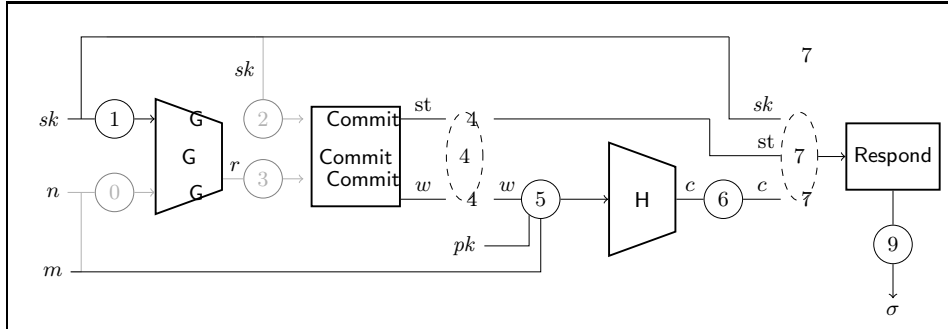 7
sk
sk 1 G 2 Commit st 4 sk
G Commit 4 st 7 Respond
r 3 Commit
n 0 G w 4 w 5 H c 6 c 7
pk 9
m
σ